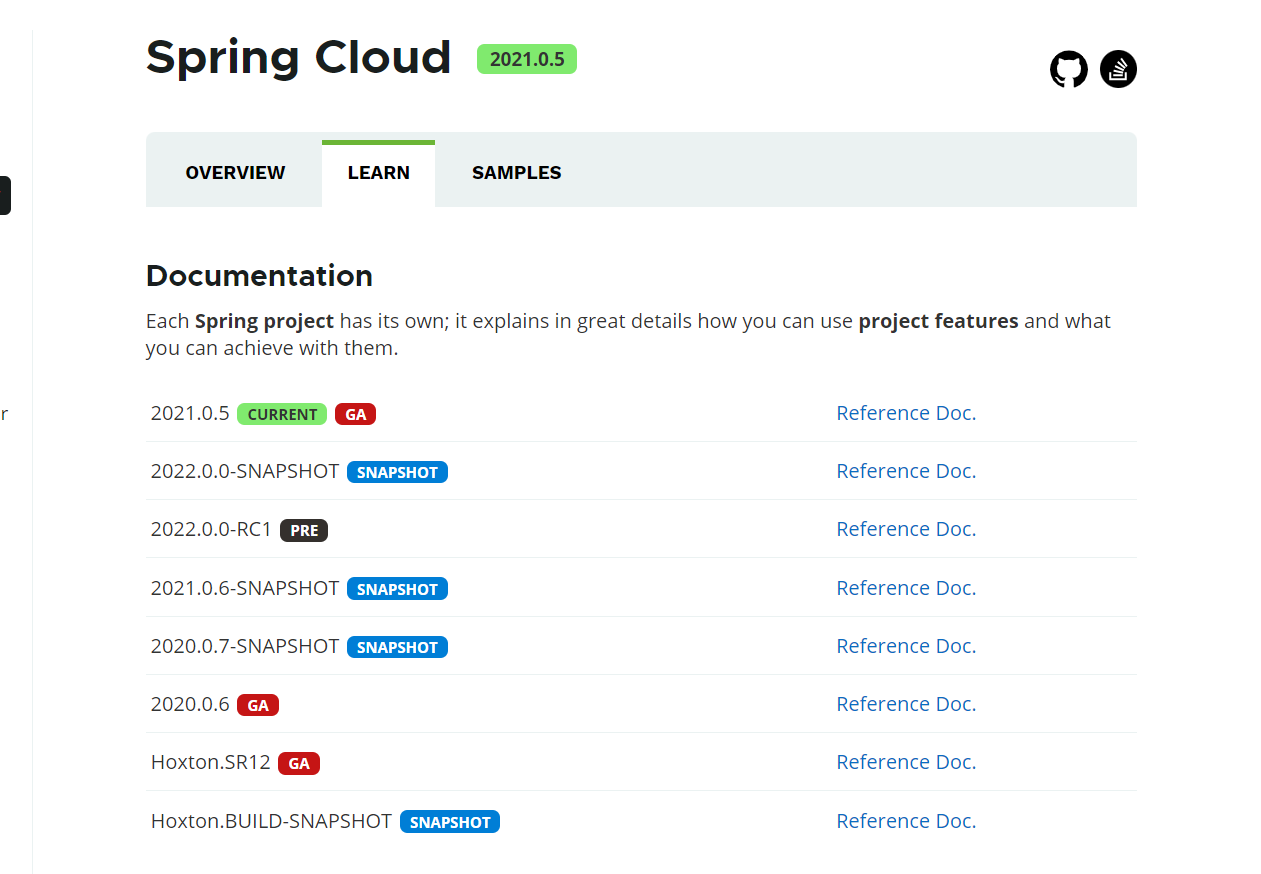 Spring Cloud 2021.0.5
OVERVIEW LEARN SAMPLES
Documentation
Each Spring project has its own; it explains in great details how you can use project features and what
you can achieve with them.
r
2021.0.5 CURRENT GA Reference Doc.
2022.0.0-SNAPSHOT SNAPSHOT Reference Doc.
2022.0.0-RC1 PRE Reference Doc.
2021.0.6-SNAPSHOT SNAPSHOT Reference Doc.
2020.0.7-SNAPSHOT SNAPSHOT Reference Doc.
2020.0.6 GA Reference Doc.
Hoxton.SR12 GA Reference Doc.
Hoxton.BUILD-SNAPSHOT SNAPSHOT Reference Doc.